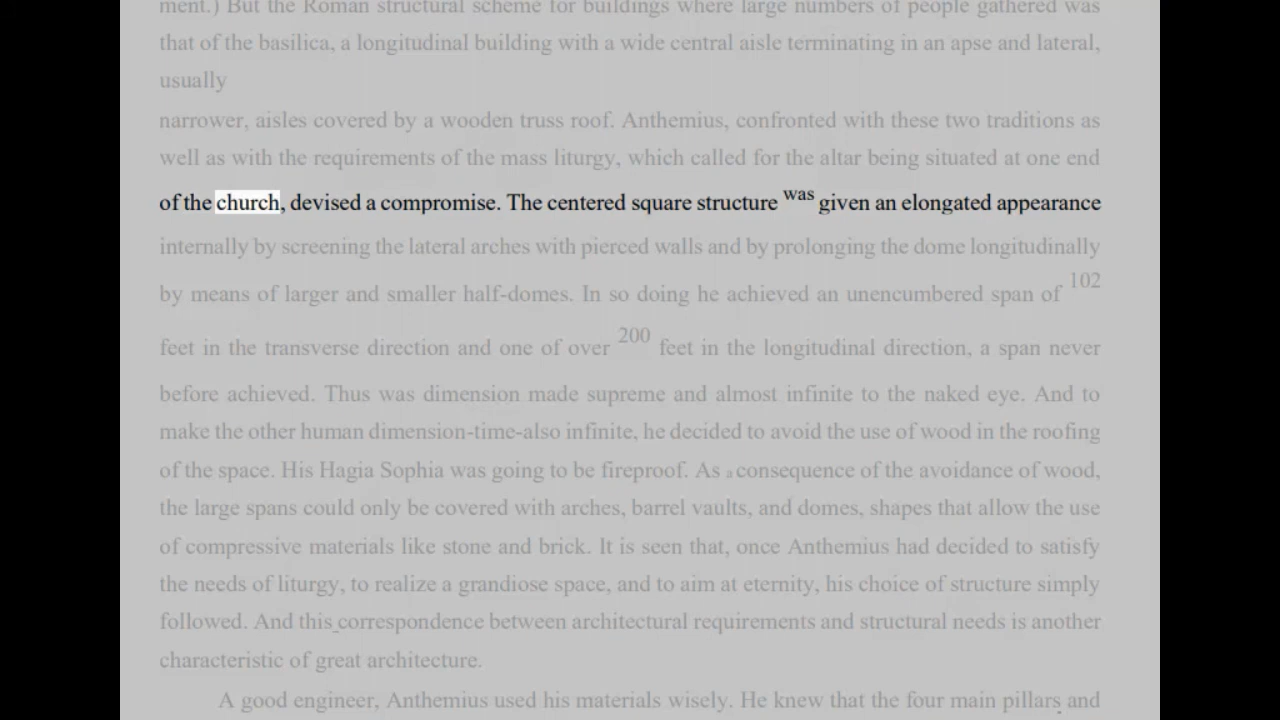 ment.) But the Roman structural scheme for buildings where large numbers of people gathered was
that of the basilica, a longitudinal building with a wide central aisle terminating in an apse and lateral,
usually
narrower, aisles covered by a wooden truss roof. Anthemius, confronted with these two traditions as
well as with the requirements of the mass liturgy, which called for the altar being situated at one end
of the church, devised a compromise. The centered square structure was given an elongated appearance
internally by screening the lateral arches with pierced walls and by prolonging the dome longitudinally
by means of larger and smaller half-domes. In so doing he achieved an unencumbered span of 102
feet in the transverse direction and one of over 200 feet in the longitudinal direction, a span never
before achieved. Thus was dimension made supreme and almost infinite to the naked eye. And to
make the other human dimension-time-also infinite, he decided to avoid the use of wood in the roofing
of the space. His Hagia Sophia was going to be fireproof. As a consequence of the avoidance of wood,
the large spans could only be covered with arches, barrel vaults, and domes, shapes that allow the use
of compressive materials like stone and brick. It is seen that, once Anthemius had decided to satisfy
the needs of liturgy, to realize a grandiose space, and to aim at eternity, his choice of structure simply
followed. And this_correspondence between architectural requirements and structural needs is another
characteristic of great architecture.
A good engineer, Anthemius used his materials wisely. He knew that the four main pillars and